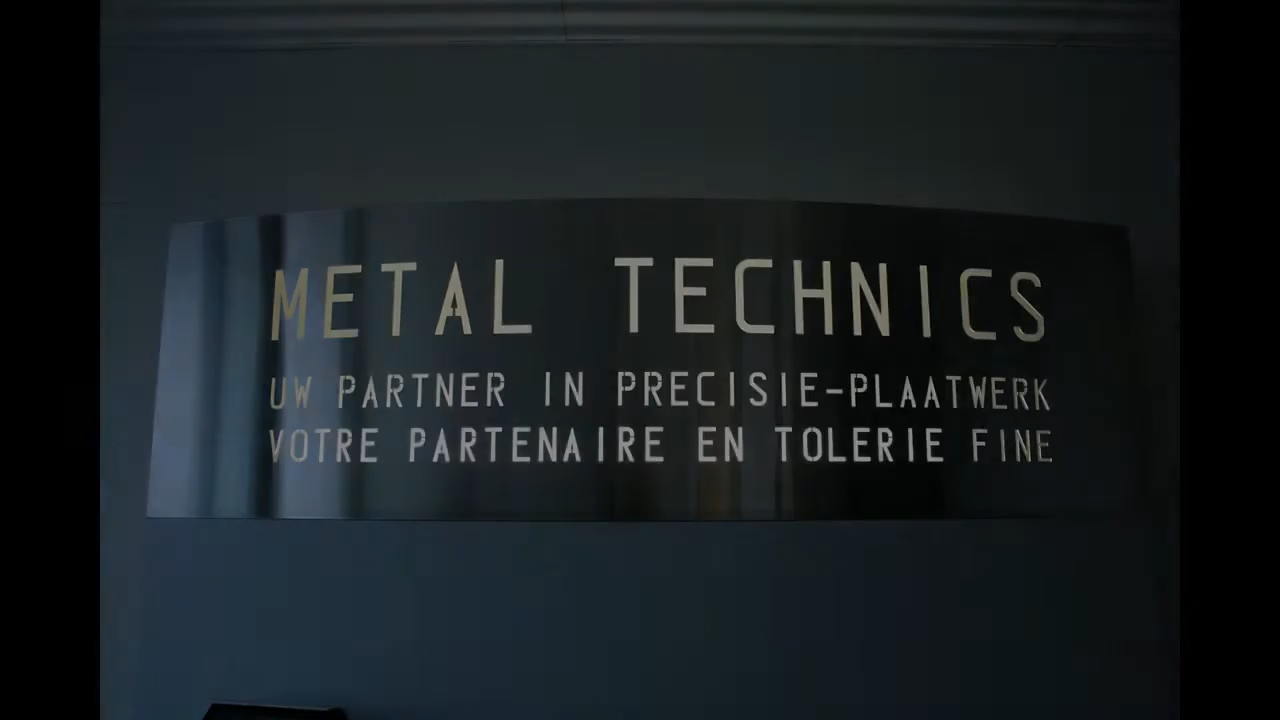 METAL TECHNICS
UW PARTNER IN PRECISIE-PLAATWERK
VOTRE PARTENAIRE EN TOLERIE FINE